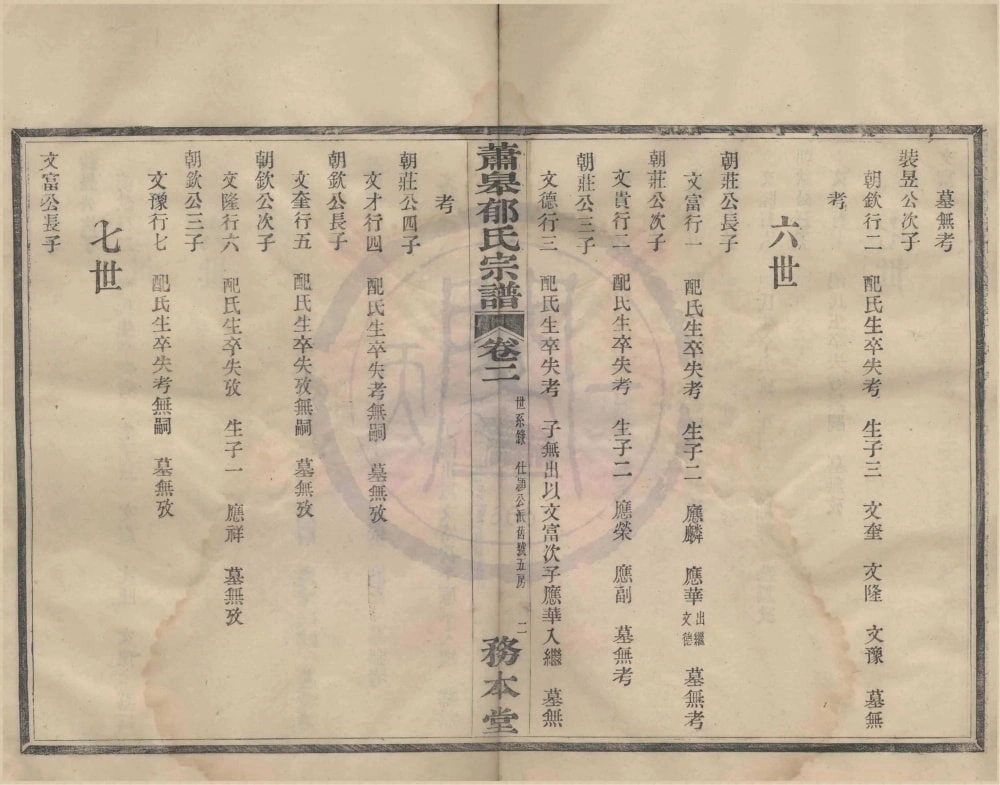 墓無考
裝昱公次子
朝欽行二　配氏生卒失考　生子三　文奎　文隆　文豫　墓無
考
六世
朝莊公長子
文富行一　配氏生卒失考　生子二　應麟　應華出繼文德　墓無考
朝莊公次子
文貴行二　配氏生卒失考　生子二　應榮　應副　墓無考
朝莊公三子
文德行三　配氏生卒失考　子無出以文富次子應華入繼　墓無
蕭皋郁氏宗譜　卷二　世系錄　仕公派舊號五房　二　務本堂
考
朝莊公四子
文才行四　配氏生卒失考無嗣　墓無攷
朝欽公長子
文奎行五　配氏生卒失攷無嗣　墓無攷
朝欽公次子
文隆行六　配氏生卒失攷　生子一　應祥　墓無攷
朝欽公三子
文豫行七　配氏生卒失考無嗣　墓無攷
七世
文富公長子